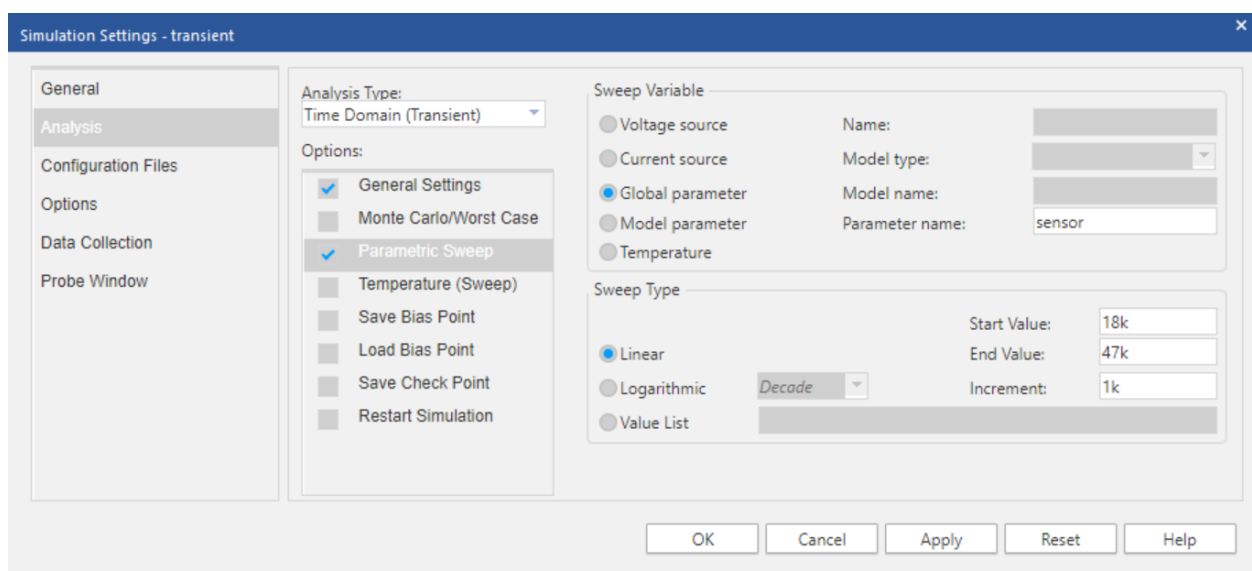 Simulation Settings - transient
General
Analysis
Configuration Files
Options
Data Collection
Probe Window
Analysis Type:
Time Domain (Transient)
Options:
General Settings
Monte Carlo/Worst Case
Parametric Sweep
Temperature (Sweep)
Save Bias Point
Load Bias Point
Save Check Point
Restart Simulation
Sweep Variable
Voltage source Name:
Current source Model type:
Global parameter Model name:
Model parameter Parameter name: sensor
Temperature
Sweep Type
Start Value: 18k
Linear End Value: 47k
Logarithmic Decade Increment: 1k
Value List
OK Cancel Apply Reset Help